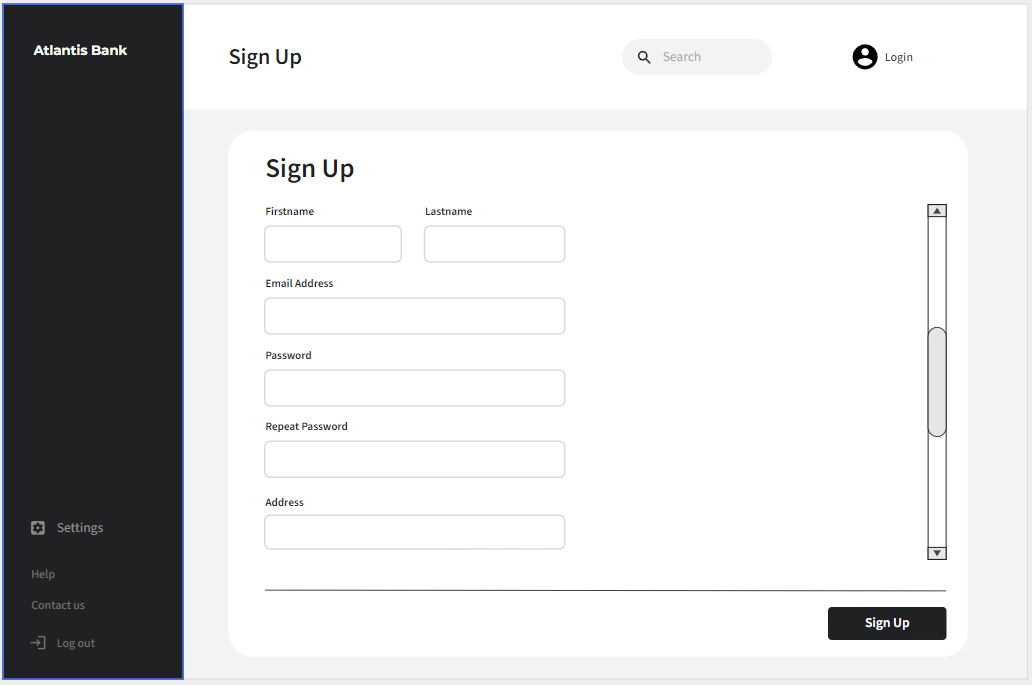 Atlantis Bank
Sign Up
Search
Login
Sign Up
Firstname
Lastname
Email Address
Password
Repeat Password
Address
Settings
Help
Contact us
Log out
Sign Up